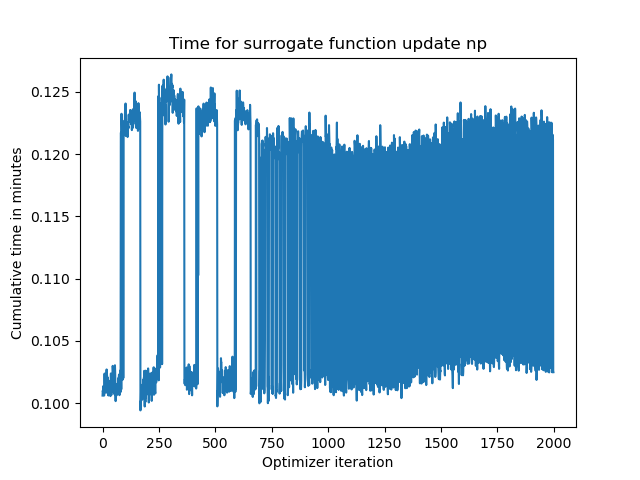 Time for surrogate function update np
Cumulative time in minutes
0.125
0.120
0.115
0.110
0.105
0.100
0 250 500 750 1000 1250 1500 1750 2000
Optimizer iteration